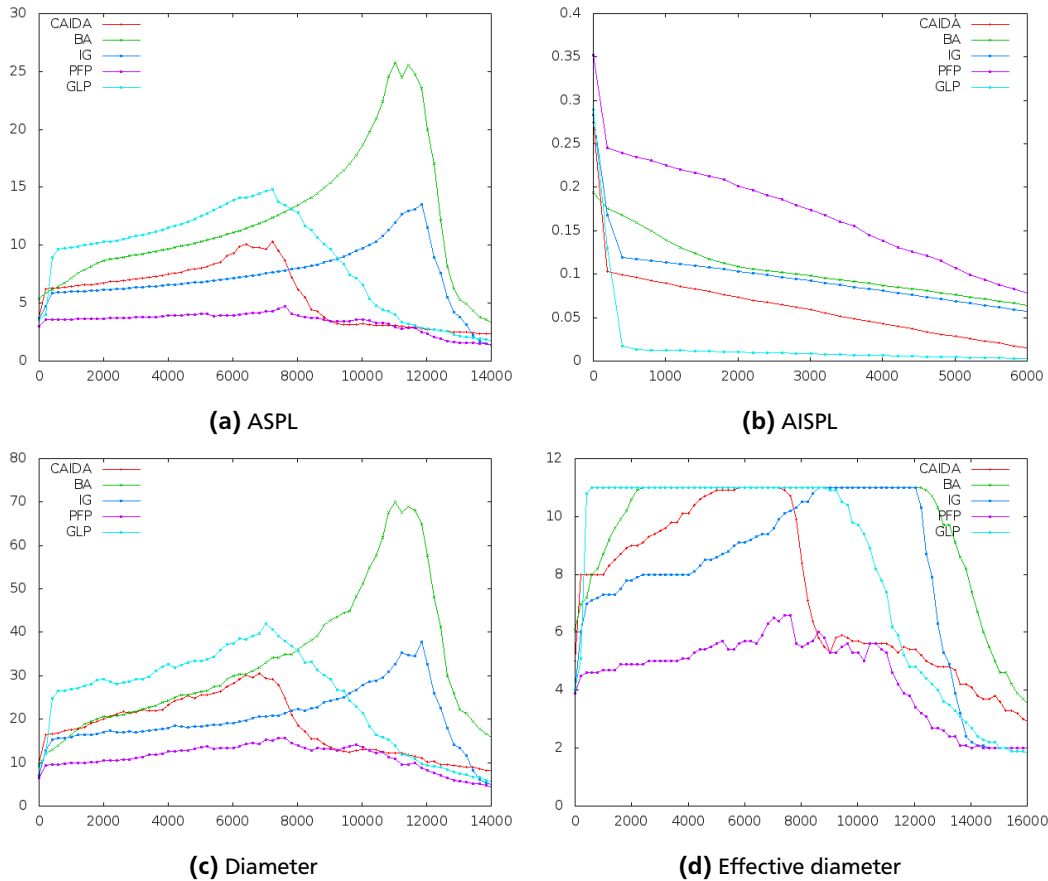 30
25
20
15
10
5
0
CAIDA
BA
IG
PFP
GLP
0 2000 4000 6000 8000 10000 12000 14000
(a) ASPL
0.4
0.35
0.3
0.25
0.2
0.15
0.1
0.05
0
CAIDA
BA
IG
PFP
GLP
0 1000 2000 3000 4000 5000 6000
(b) AISPL
80
70
60
50
40
30
20
10
0
CAIDA
BA
IG
PFP
GLP
0 2000 4000 6000 8000 10000 12000 14000
(c) Diameter
12
10
8
6
4
2
0
CAIDA
BA
IG
PFP
GLP
0 2000 4000 6000 8000 10000 12000 14000 16000
(d) Effective diameter